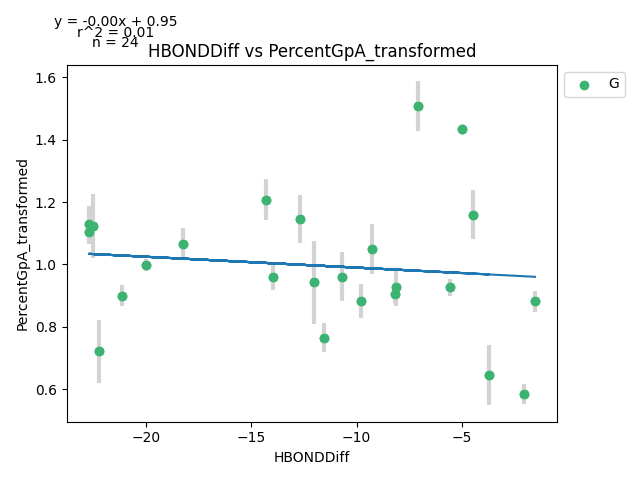 y = -0.00x + 0.95
r^2 = 0.01
n = 24
HBONDDiff vs PercentGpA_transformed
G
1.6
1.4
1.2
1.0
0.8
0.6
PercentGpA_transformed
−20
−15
−10
−5
HBONDDiff